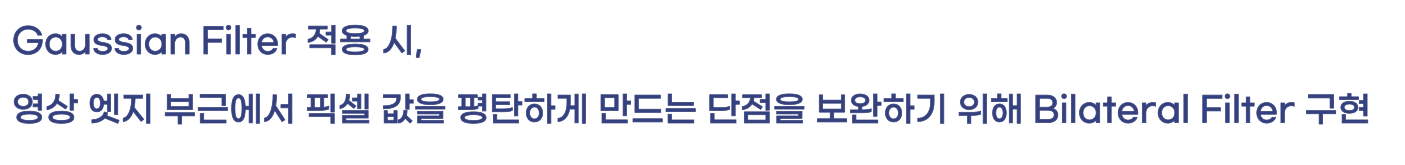 Gaussian Filter 적용 시,
영상 엣지 부근에서 픽셀 값을 평탄하게 만드는 단점을 보완하기 위해 Bilateral Filter 구현